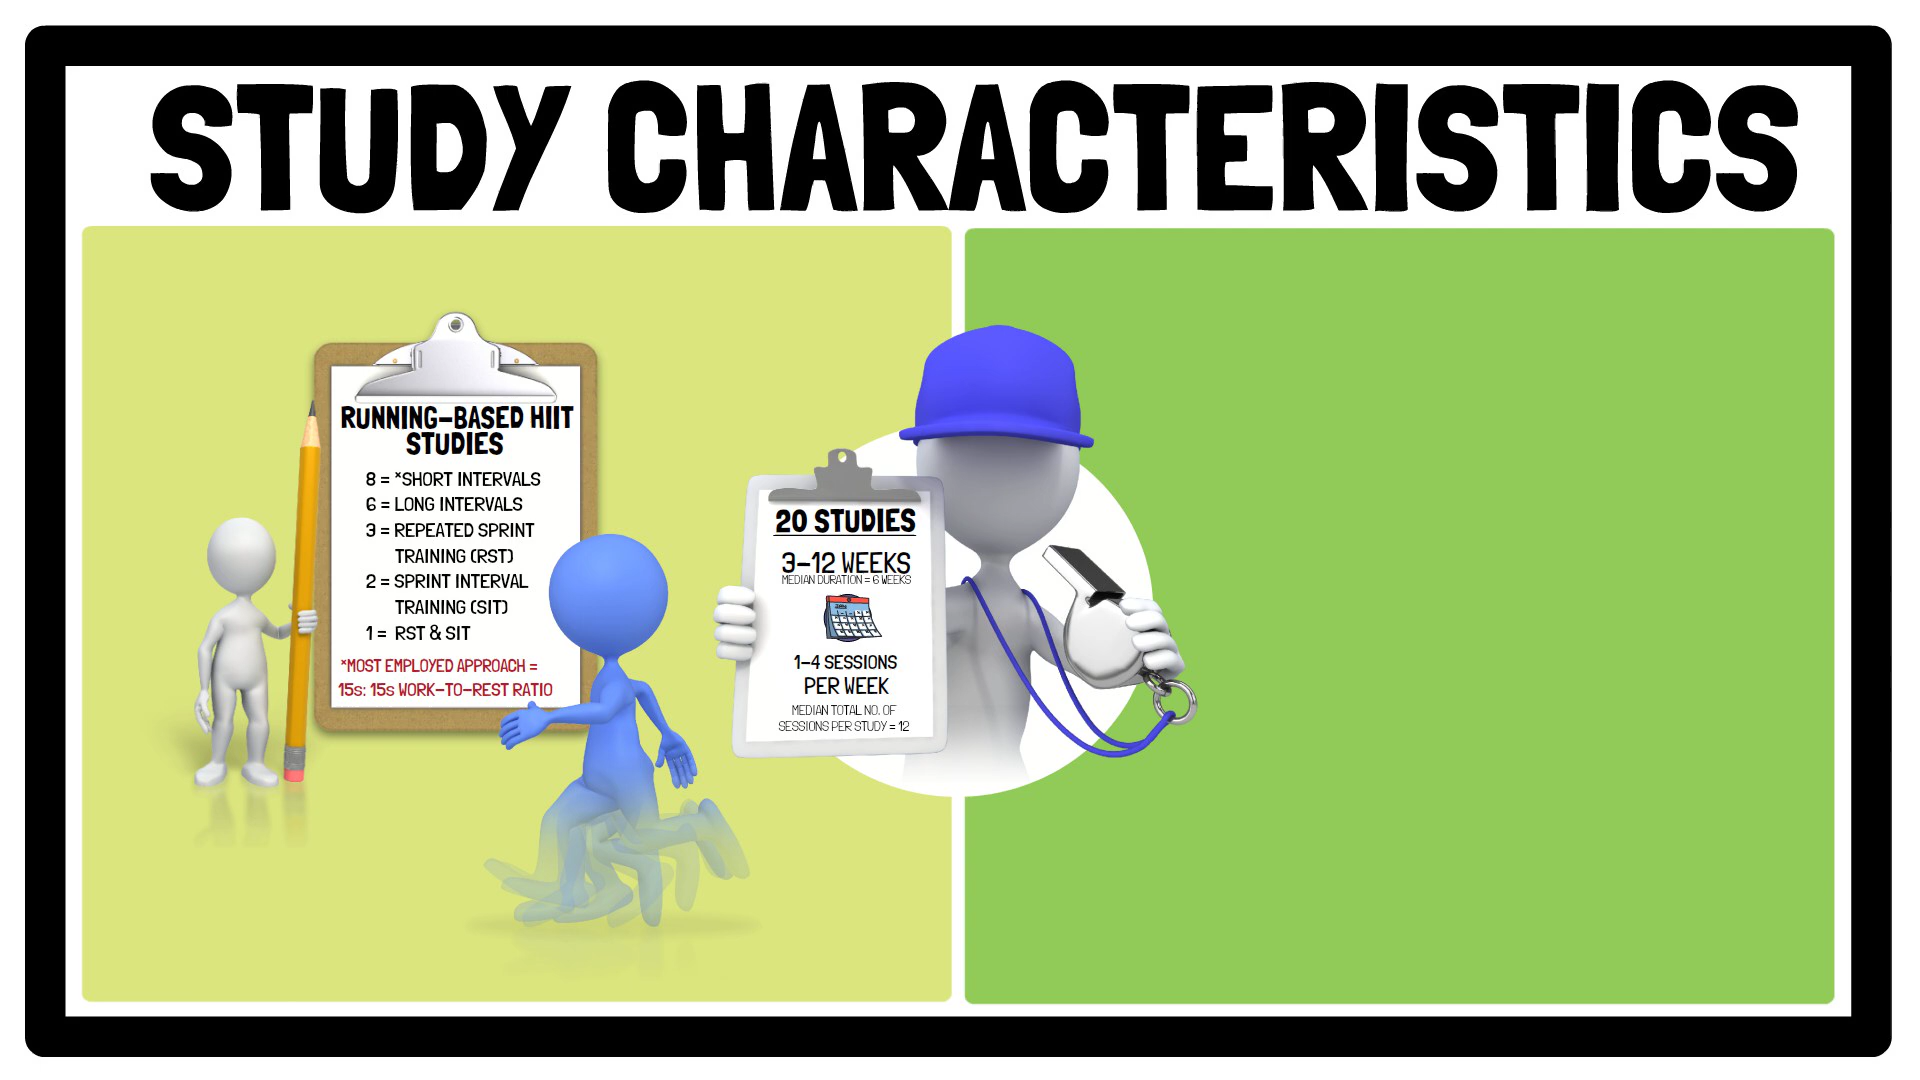 STUDY CHARACTERISTICS
RUNNING-BASED HIIT
STUDIES
8 = *SHORT INTERVALS
6 = LONG INTERVALS
3 = REPEATED SPRINT
TRAINING (RST)
2 = SPRINT INTERVAL
TRAINING (SIT)
1 = RST & SIT
*MOST EMPLOYED APPROACH =
15s: 15s WORK-TO-REST RATIO
20 STUDIES
3-12 WEEKS
MEDIAN DURATION = 6 WEEKS
1-4 SESSIONS
PER WEEK
MEDIAN TOTAL NO. OF
SESSIONS PER STUDY = 12